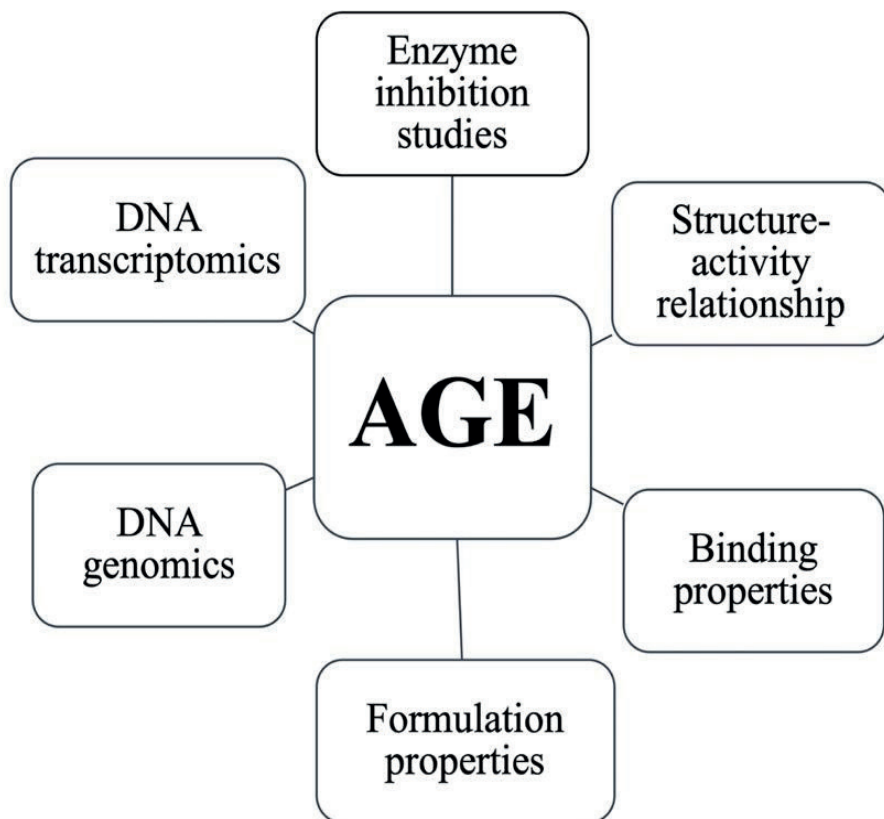 Enzyme
inhibition
studies
DNA
transcriptomics
Structure-
activity
relationship
AGE
DNA
genomics
Binding
properties
Formulation
properties